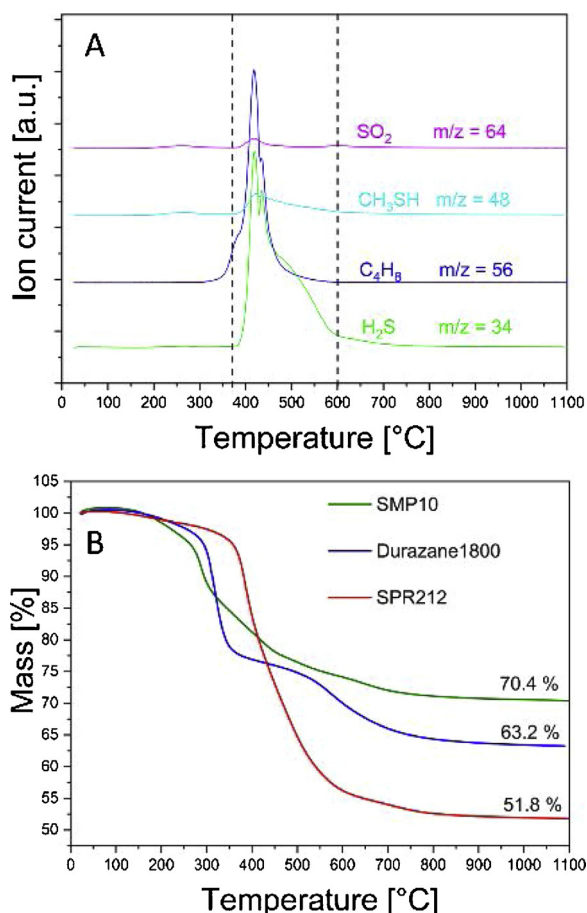 A
Ion current [a.u.]
SO₂ m/z = 64
CH₃SH m/z = 48
C₄H₈ m/z = 56
H₂S m/z = 34
0 100 200 300 400 500 600 700 800 900 1000 1100
Temperature [°C]
B
Mass [%]
105
100
95
90
85
80
75
70
65
60
55
50
SMP10
Durazane1800
SPR212
70.4 %
63.2 %
51.8 %
0 100 200 300 400 500 600 700 800 900 1000 1100
Temperature [°C]